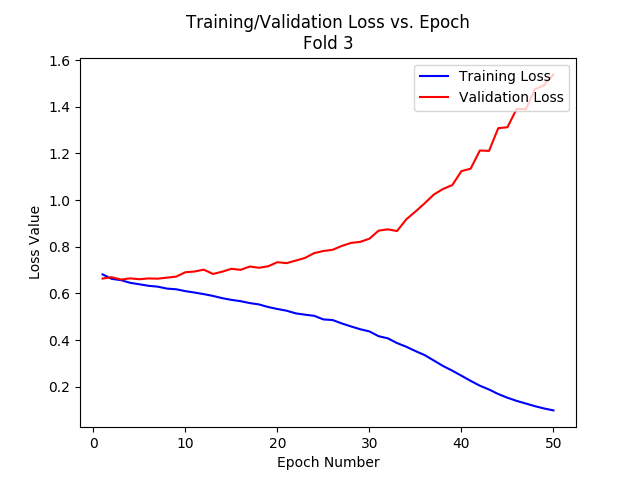 Training/Validation Loss vs. Epoch
Fold 3
Training Loss
Validation Loss
Loss Value
1.6
1.4
1.2
1.0
0.8
0.6
0.4
0.2
0 10 20 30 40 50
Epoch Number